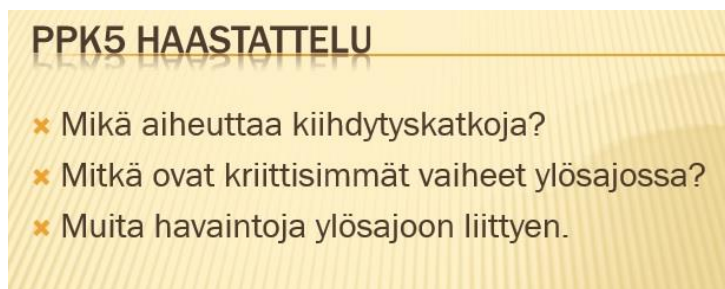 PPK5 HAASTATTELU
Mikä aiheuttaa kiihdytyskatkoja?
Mitkä ovat kriittisimmät vaiheet ylösajossa?
Muita havaintoja ylösajoon liittyen.